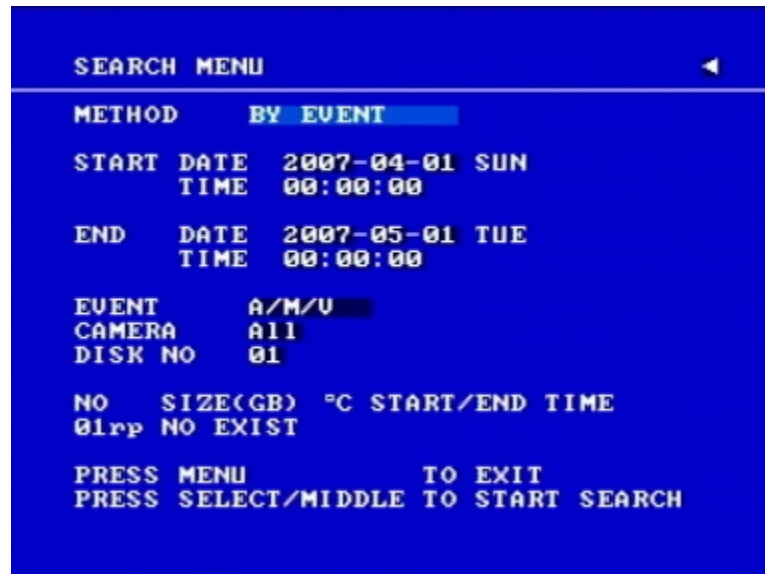 SEARCH MENU ◄
METHOD BY EVENT
START DATE 2007-04-01 SUN
TIME 00:00:00
END DATE 2007-05-01 TUE
TIME 00:00:00
EVENT A/M/V
CAMERA All
DISK NO 01
NO SIZE(GB) °C START/END TIME
01rp NO EXIST
PRESS MENU TO EXIT
PRESS SELECT/MIDDLE TO START SEARCH